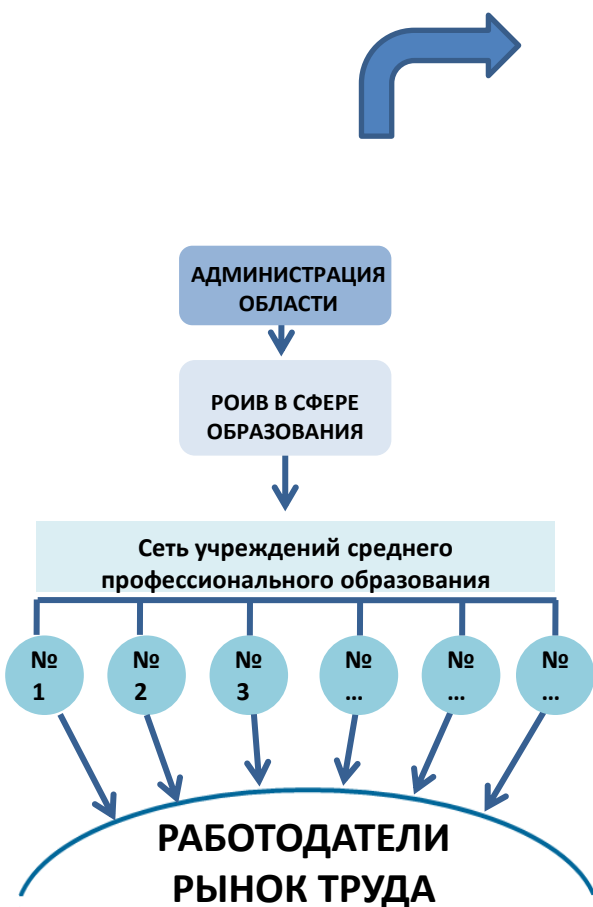 АДМИНИСТРАЦИЯ
ОБЛАСТИ
РОИВ В СФЕРЕ
ОБРАЗОВАНИЯ
Сеть учреждений среднего
профессионального образования
№
1
№
2
№
3
№
...
№
...
№
...
РАБОТОДАТЕЛИ
РЫНОК ТРУДА